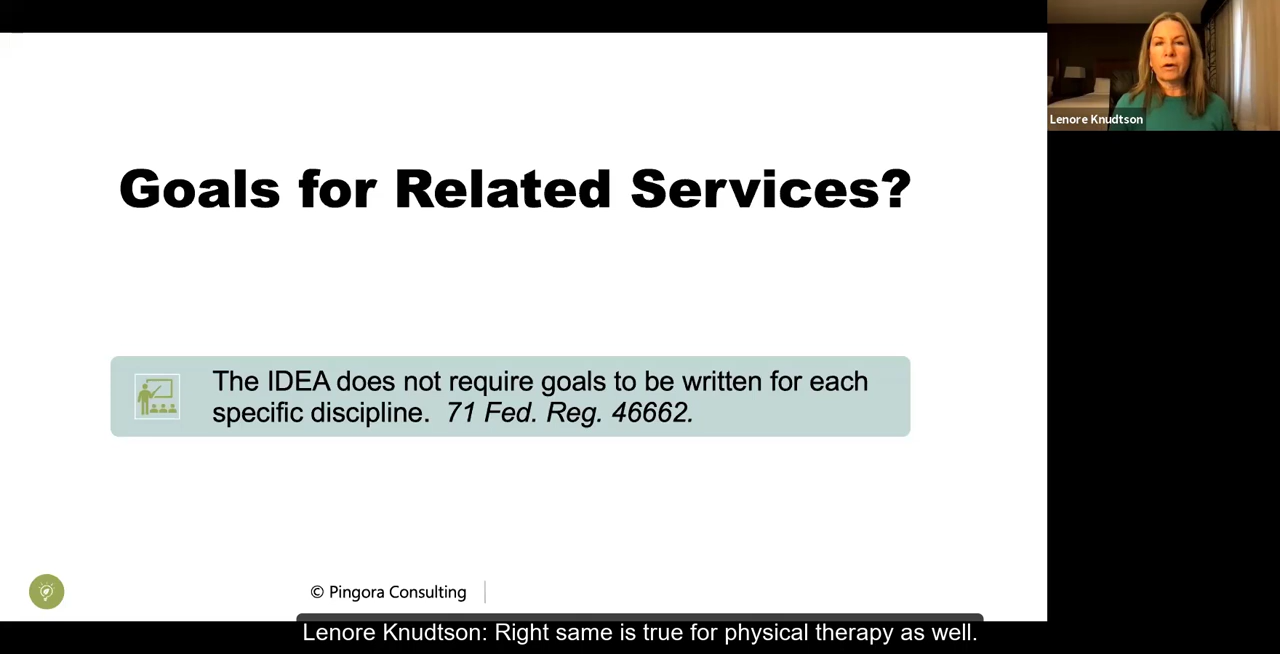 Goals for Related Services?
The IDEA does not require goals to be written for each
specific discipline. 71 Fed. Reg. 46662.
© Pingora Consulting
Lenore Knudtson
Lenore Knudtson: Right same is true for physical therapy as well.